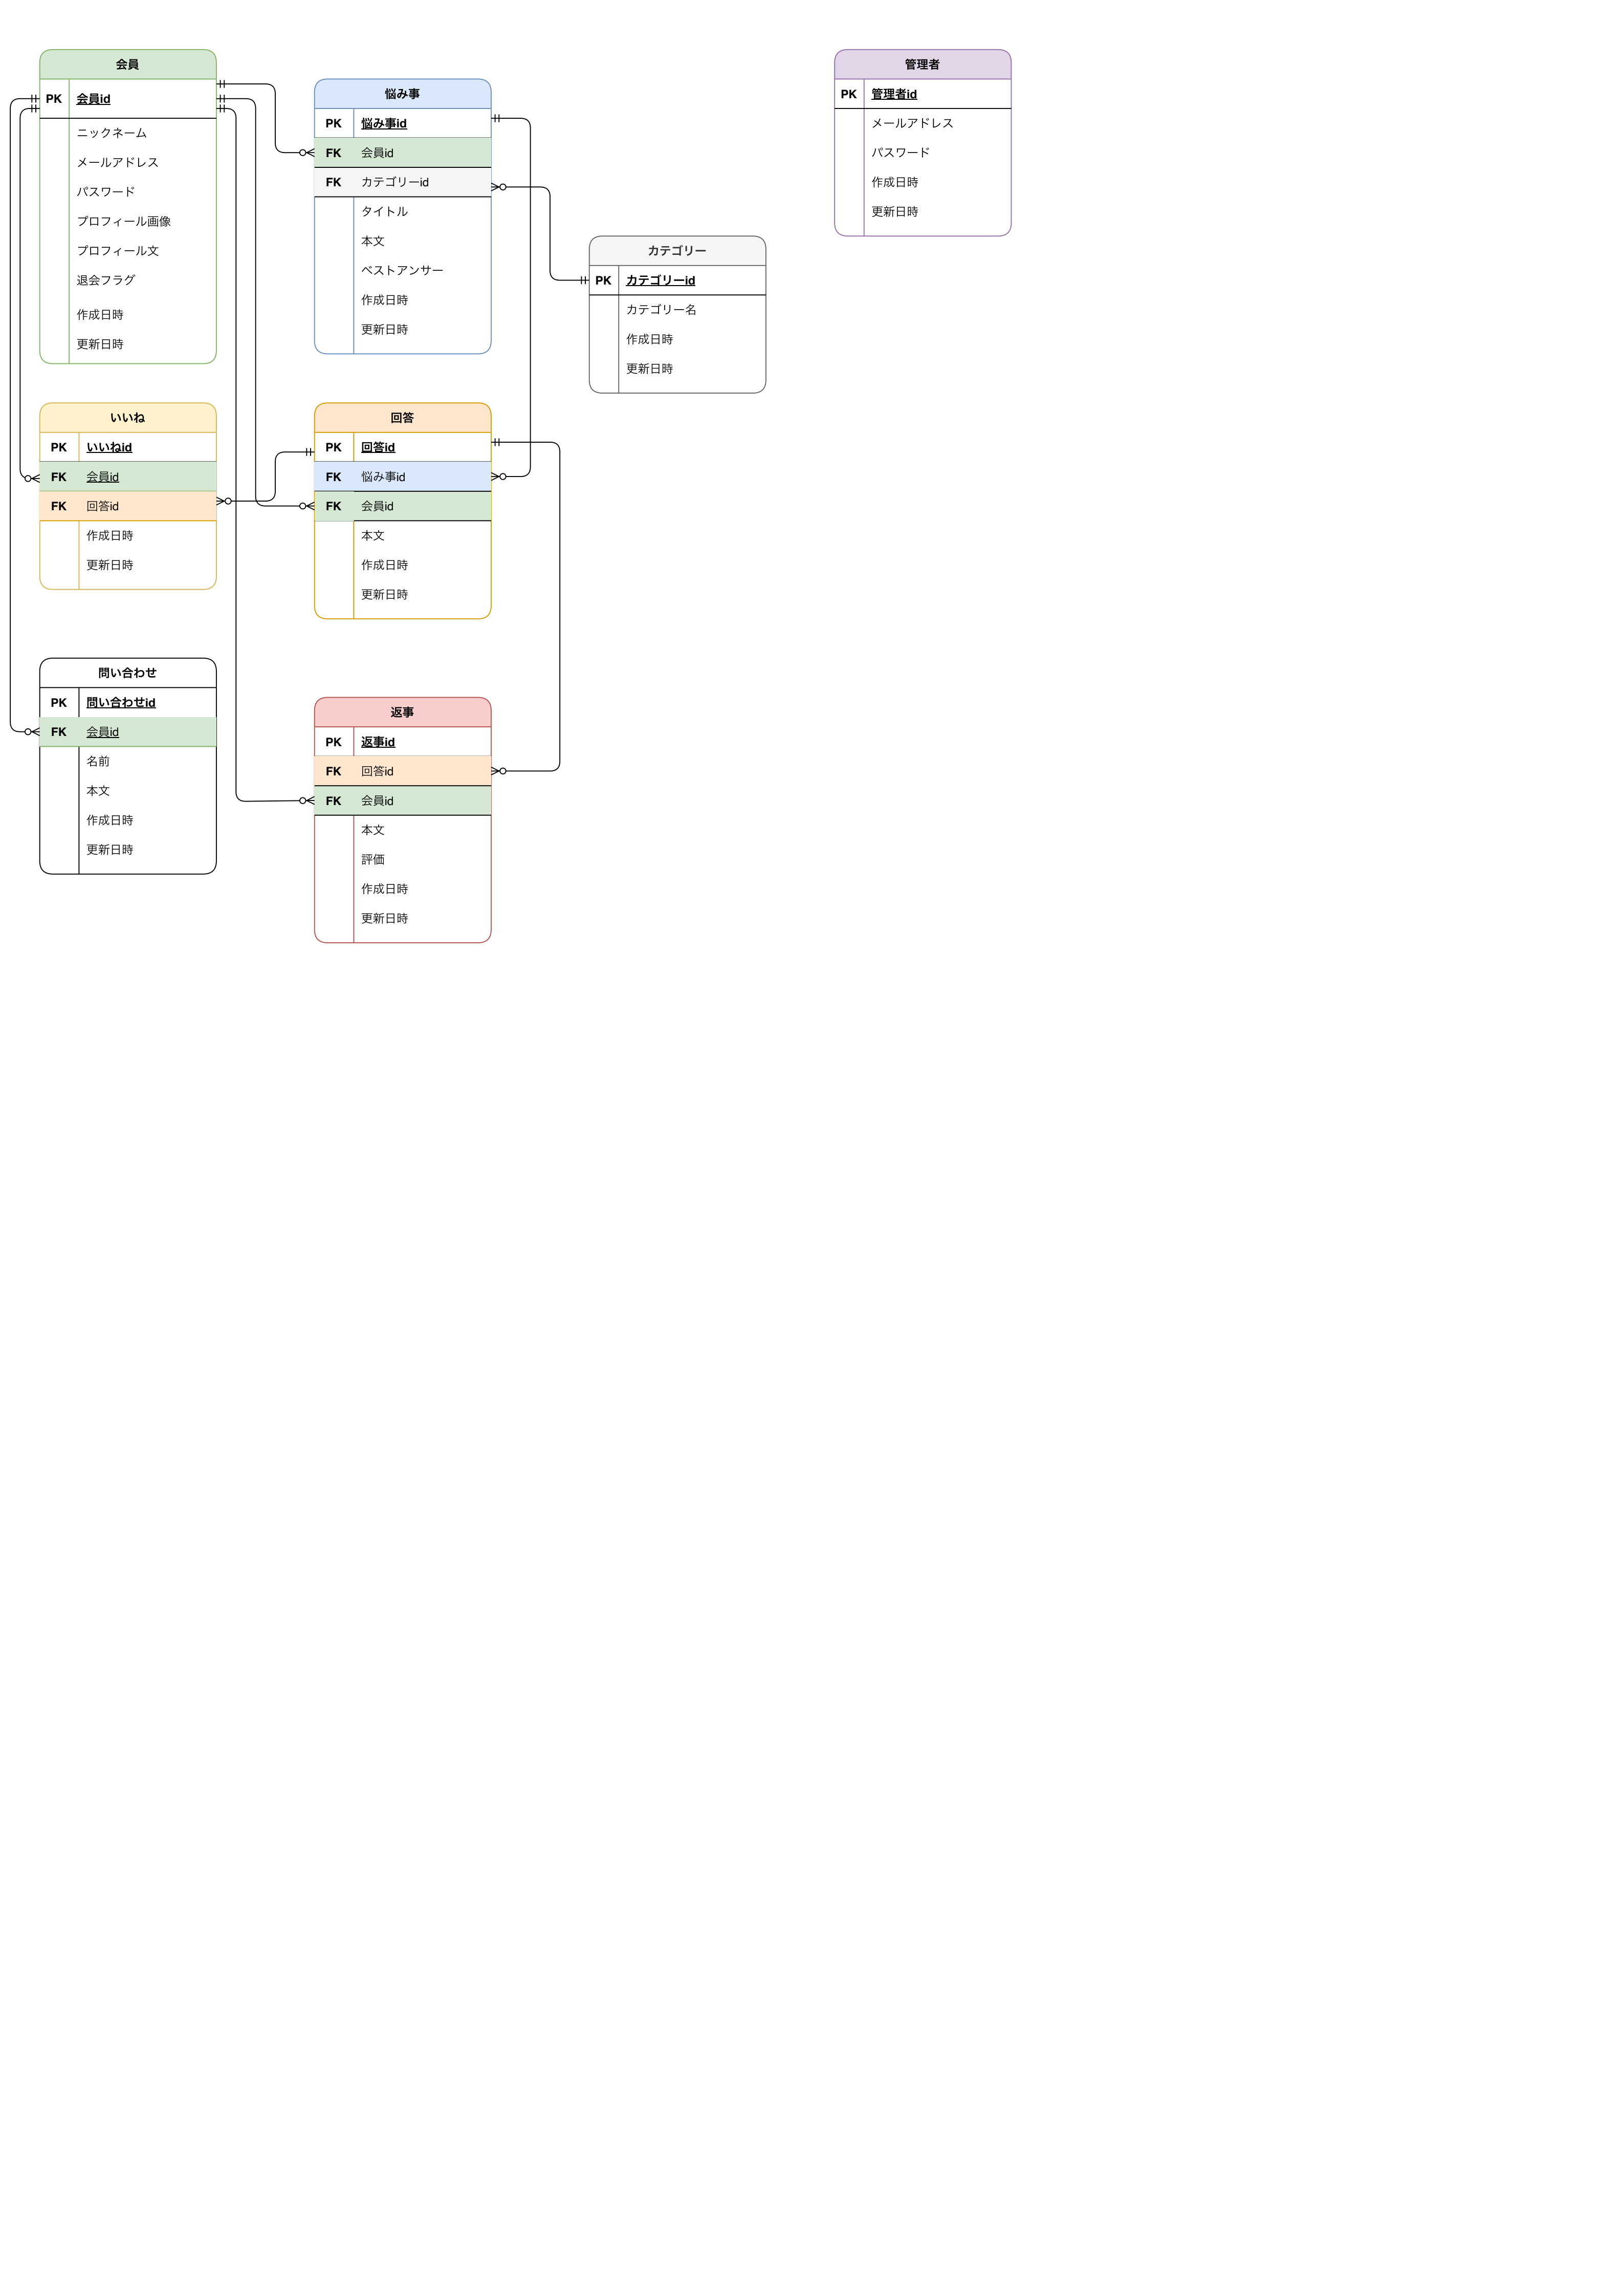 会員
PK 会員id
ニックネーム
メールアドレス
パスワード
プロフィール画像
プロフィール文
退会フラグ
作成日時
更新日時
悩み事
PK 悩み事id
FK 会員id
FK カテゴリーid
タイトル
本文
ベストアンサー
作成日時
更新日時
カテゴリー
PK カテゴリーid
カテゴリー名
作成日時
更新日時
管理者
PK 管理者id
メールアドレス
パスワード
作成日時
更新日時
いいね
PK いいねid
FK 会員id
FK 回答id
作成日時
更新日時
回答
PK 回答id
FK 悩み事id
FK 会員id
本文
作成日時
更新日時
問い合わせ
PK 問い合わせid
FK 会員id
名前
本文
作成日時
更新日時
返事
PK 返事id
FK 回答id
FK 会員id
本文
評価
作成日時
更新日時